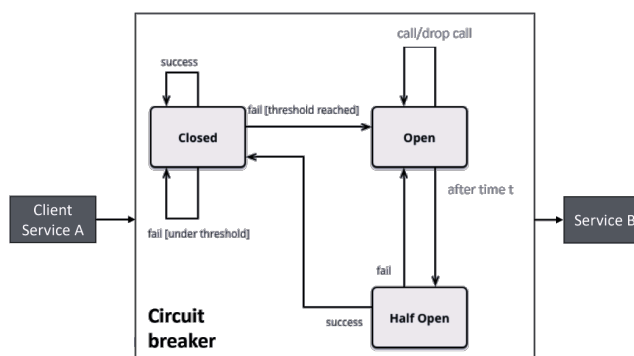 call/drop call
success
fail [threshold reached]
Closed
Open
after time t
Client
Service A
Service B
fail [under threshold]
fail
Circuit
breaker
success
Half Open